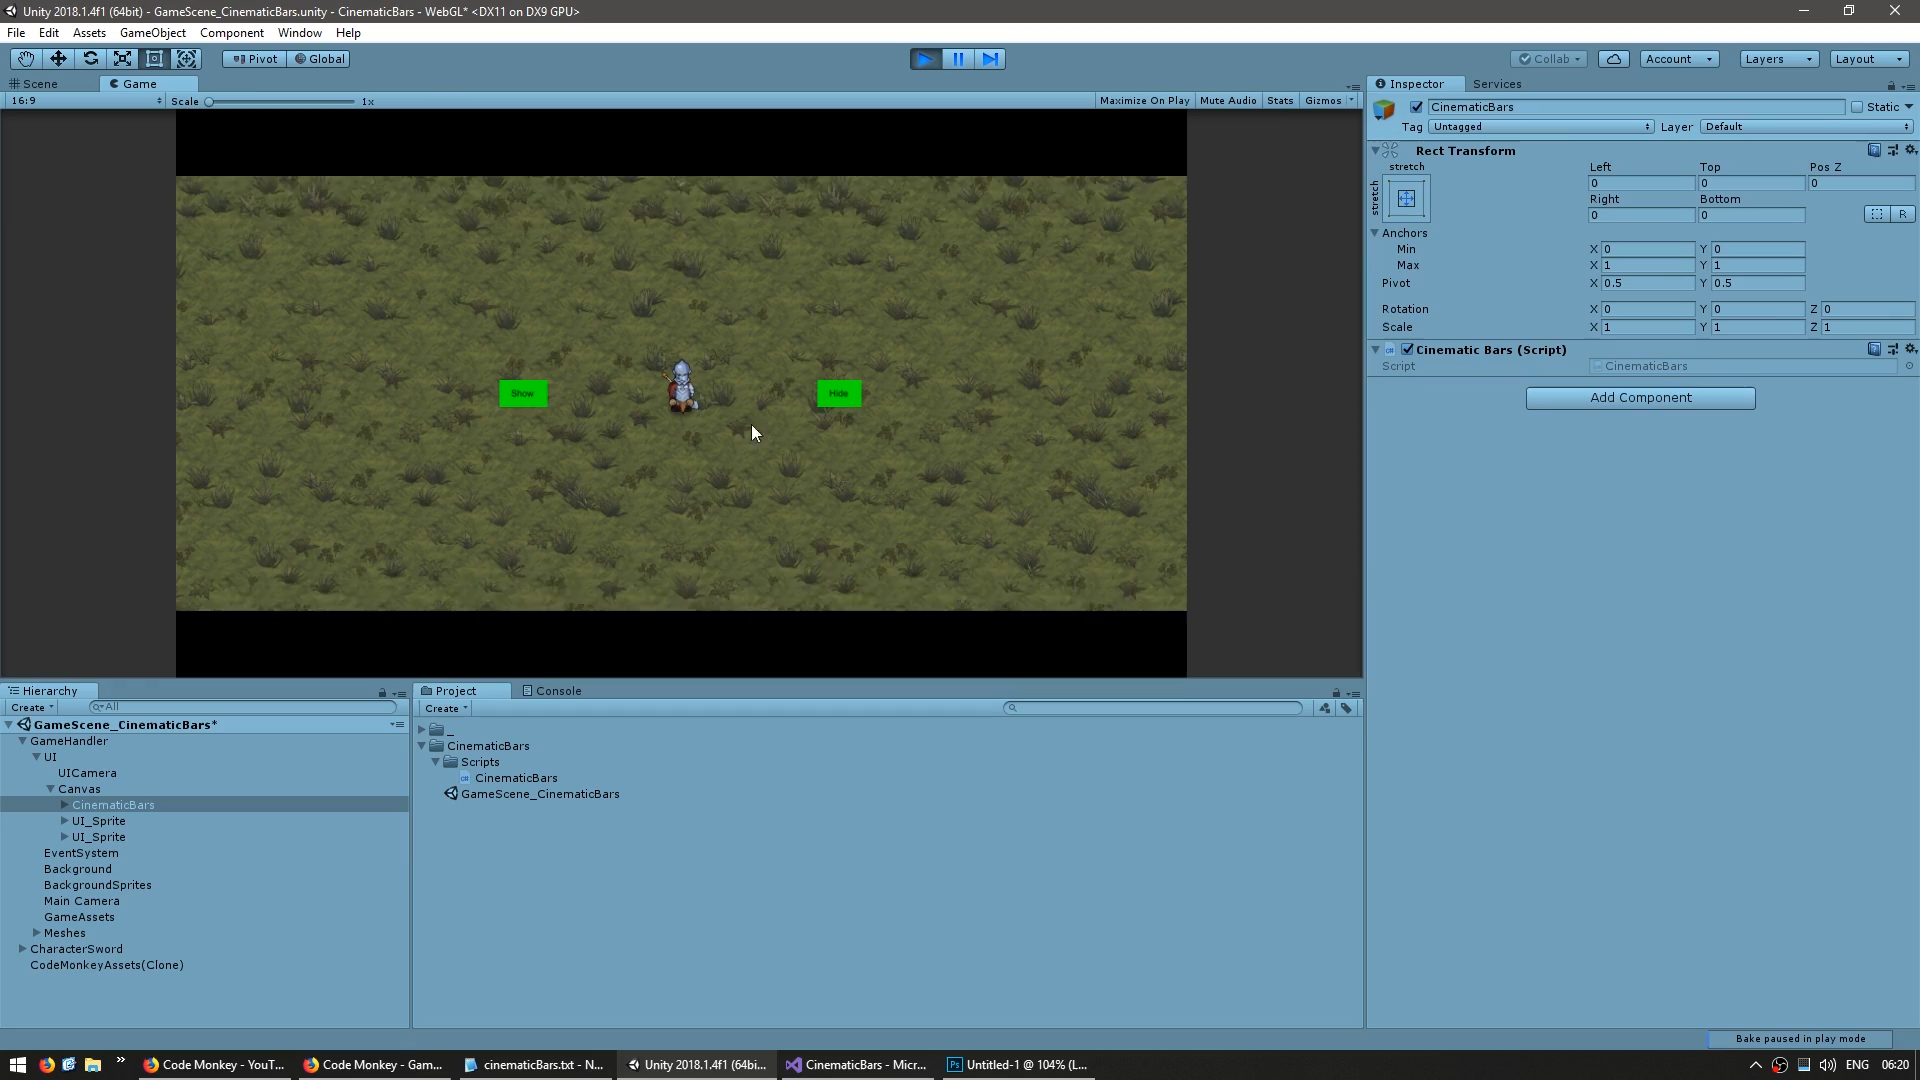 Unity 2018.1.4f1 (64bit) - GameScene_CinematicBars.unity - CinematicBars - WebGL* <DX11 on DX9 GPU>
File Edit Assets GameObject Component Window Help
Pivot Global Collab Account Layers Layout
Scene Game
16:9 Scale 1x Maximize On Play Mute Audio Stats Gizmos
Show Hide
Inspector Services
CinematicBars Static
Tag Untagged Layer Default
Rect Transform
stretch Left Top Pos Z
stretch 0 0 0
Right Bottom
0 0 R
Anchors
Min X 0 Y 0
Max X 1 Y 1
Pivot X 0.5 Y 0.5
Rotation X 0 Y 0 Z 0
Scale X 1 Y 1 Z 1
Cinematic Bars (Script)
Script CinematicBars
Add Component
Hierarchy
Create All
GameScene_CinematicBars*
GameHandler
UI
UICamera
Canvas
CinematicBars
UI_Sprite
UI_Sprite
EventSystem
Background
BackgroundSprites
Main Camera
GameAssets
Meshes
CharacterSword
CodeMonkeyAssets(Clone)
Project Console
Create
_
CinematicBars
Scripts
CinematicBars
GameScene_CinematicBars
Bake paused in play mode
Code Monkey - YouT... Code Monkey - Gam... cinematicBars.txt - N... Unity 2018.1.4f1 (64bi... CinematicBars - Micr... Ps Untitled-1 @ 104% (L... ENG 06:20